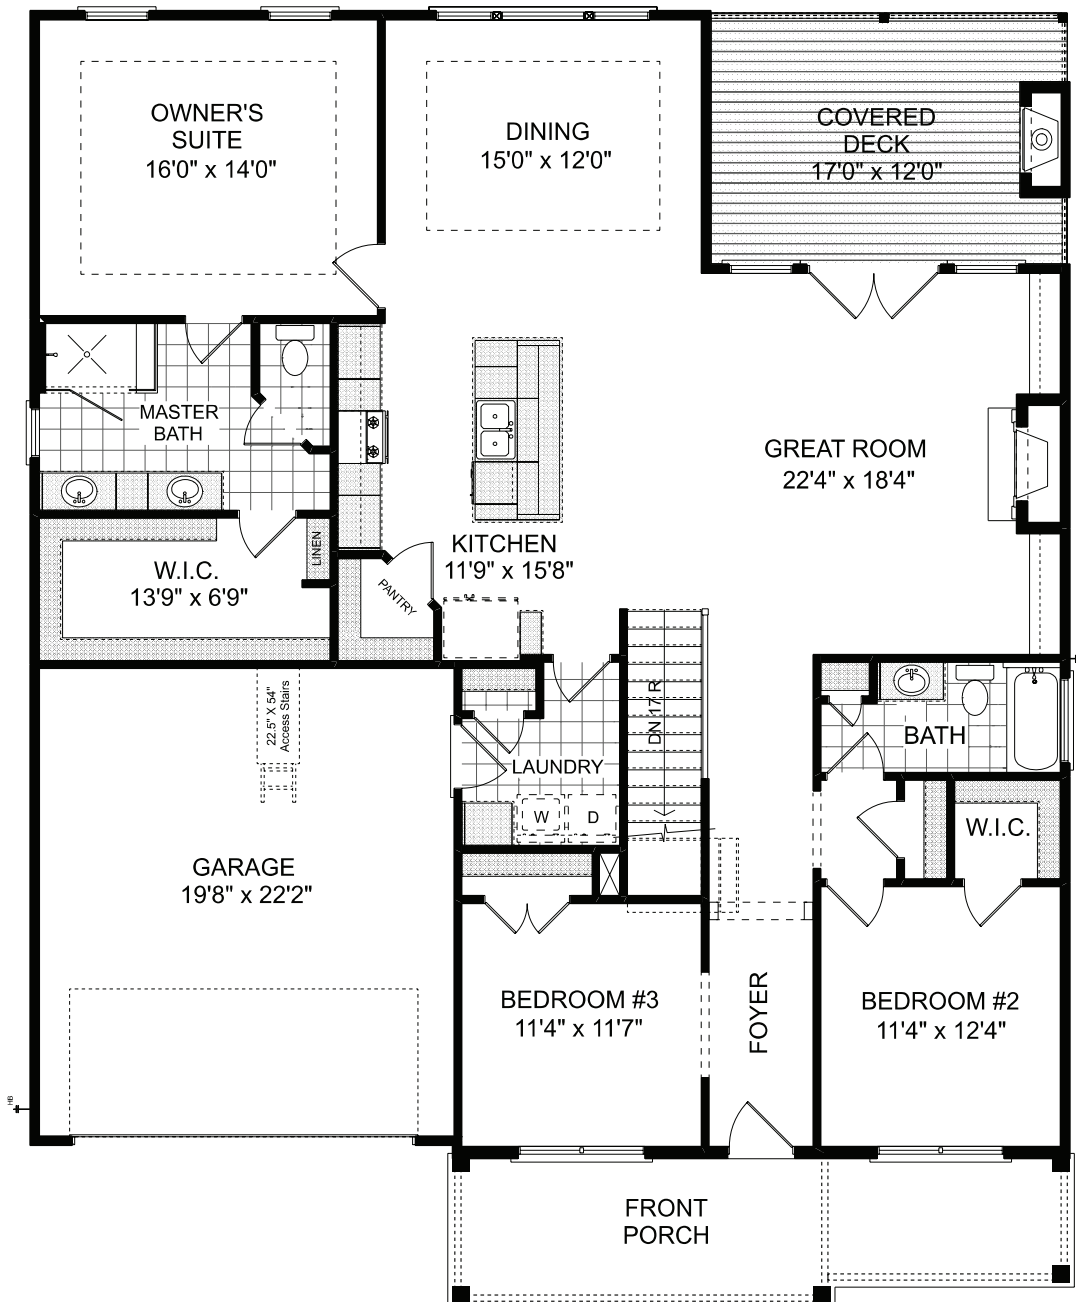 OWNER'S
SUITE
16'0" x 14'0"
DINING
15'0" x 12'0"
COVERED
DECK
17'0" x 12'0"
MASTER
BATH
GREAT ROOM
22'4" x 18'4"
KITCHEN
11'9" x 15'8"
LINEN
W.I.C.
13'9" x 6'9"
PANTRY
22.5" X 54"
Access Stairs
DN 17 R
BATH
LAUNDRY
W
D
W.I.C.
GARAGE
19'8" x 22'2"
BEDROOM #3
11'4" x 11'7"
FOYER
BEDROOM #2
11'4" x 12'4"
HB
FRONT
PORCH